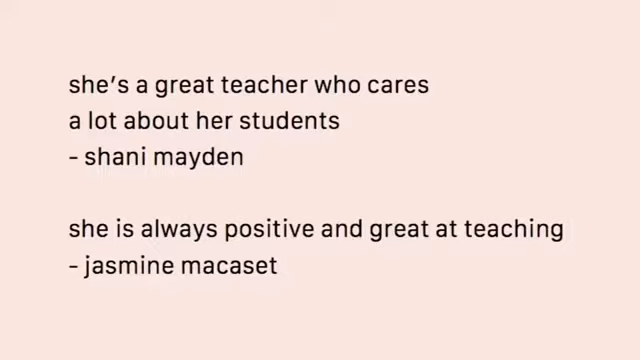 she's a great teacher who cares
a lot about her students
- shani mayden
she is always positive and great at teaching
- jasmine macaset